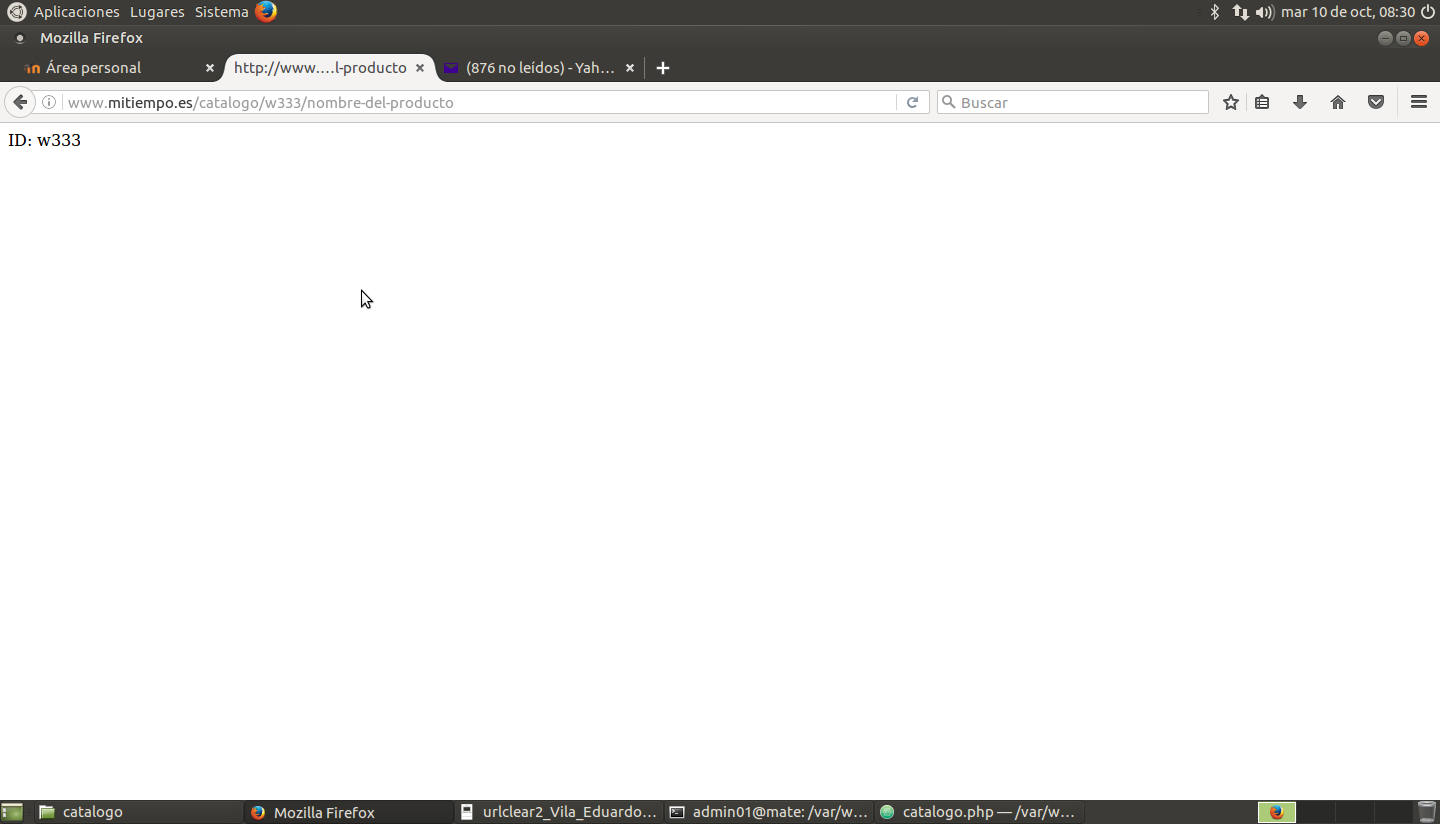 Aplicaciones Lugares Sistema mar 10 de oct, 08:30
Mozilla Firefox
Área personal http://www.…l-producto (876 no leídos) - Yah…
www.mitiempo.es/catalogo/w333/nombre-del-producto Buscar
ID: w333
catalogo Mozilla Firefox urlclear2_Vila_Eduardo… admin01@mate: /var/w… catalogo.php — /var/w…